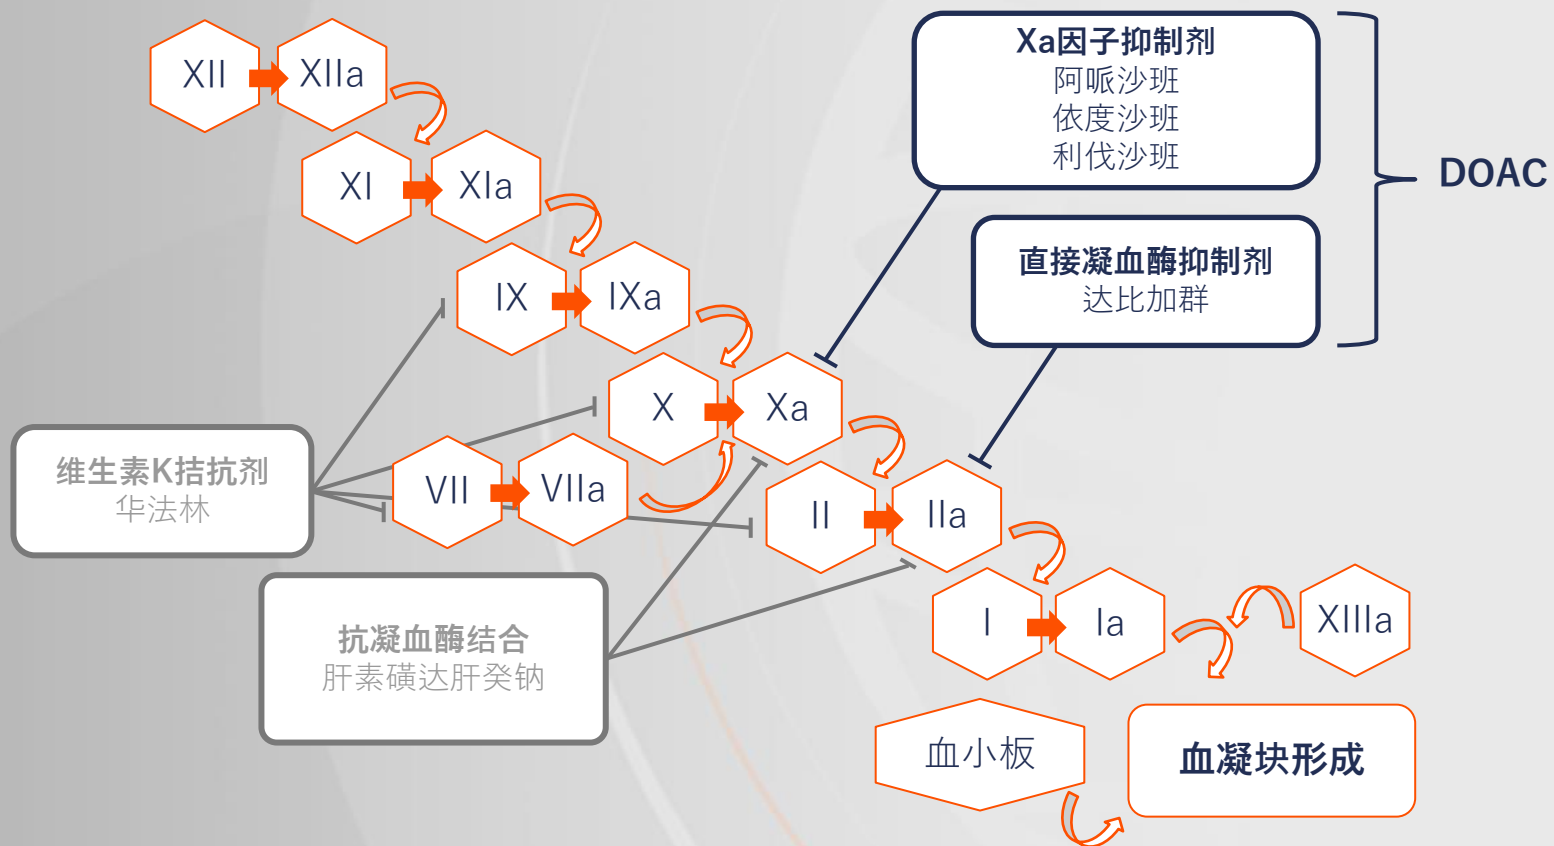 XII
XIIa
XI
XIa
IX
IXa
X
Xa
VII
VIIa
II
IIa
I
Ia
XIIIa
Xa因子抑制剂
阿哌沙班
依度沙班
利伐沙班
直接凝血酶抑制剂
达比加群
DOAC
维生素K拮抗剂
华法林
抗凝血酶结合
肝素磺达肝癸钠
血小板
血凝块形成